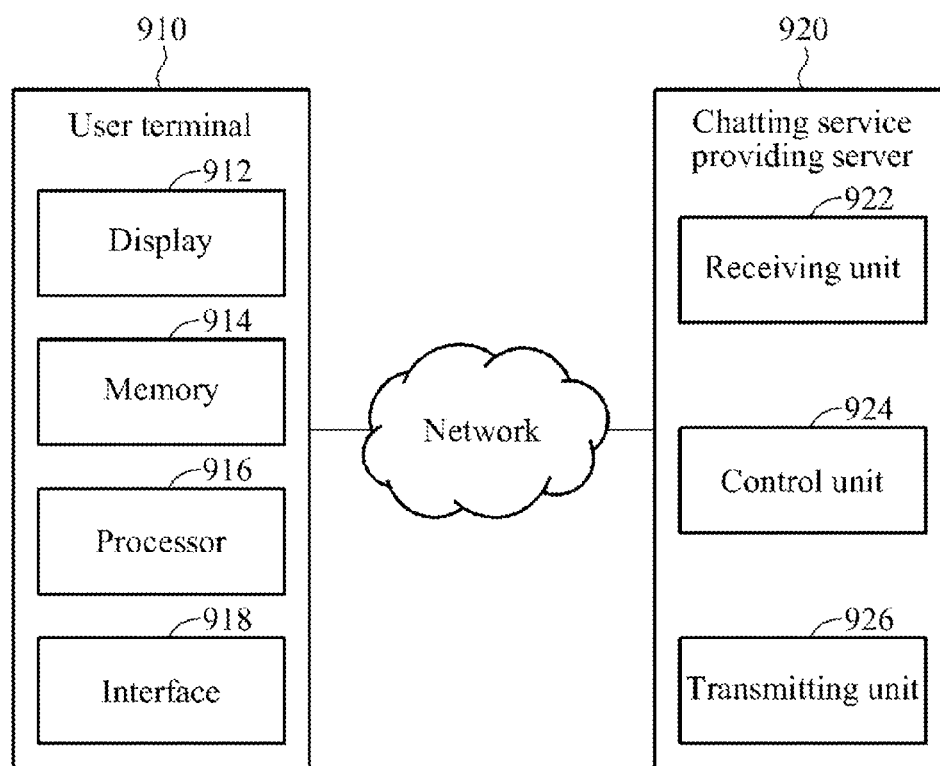 910
User terminal
912
Display
914
Memory
916
Processor
918
Interface
Network
920
Chatting service
providing server
922
Receiving unit
924
Control unit
926
Transmitting unit